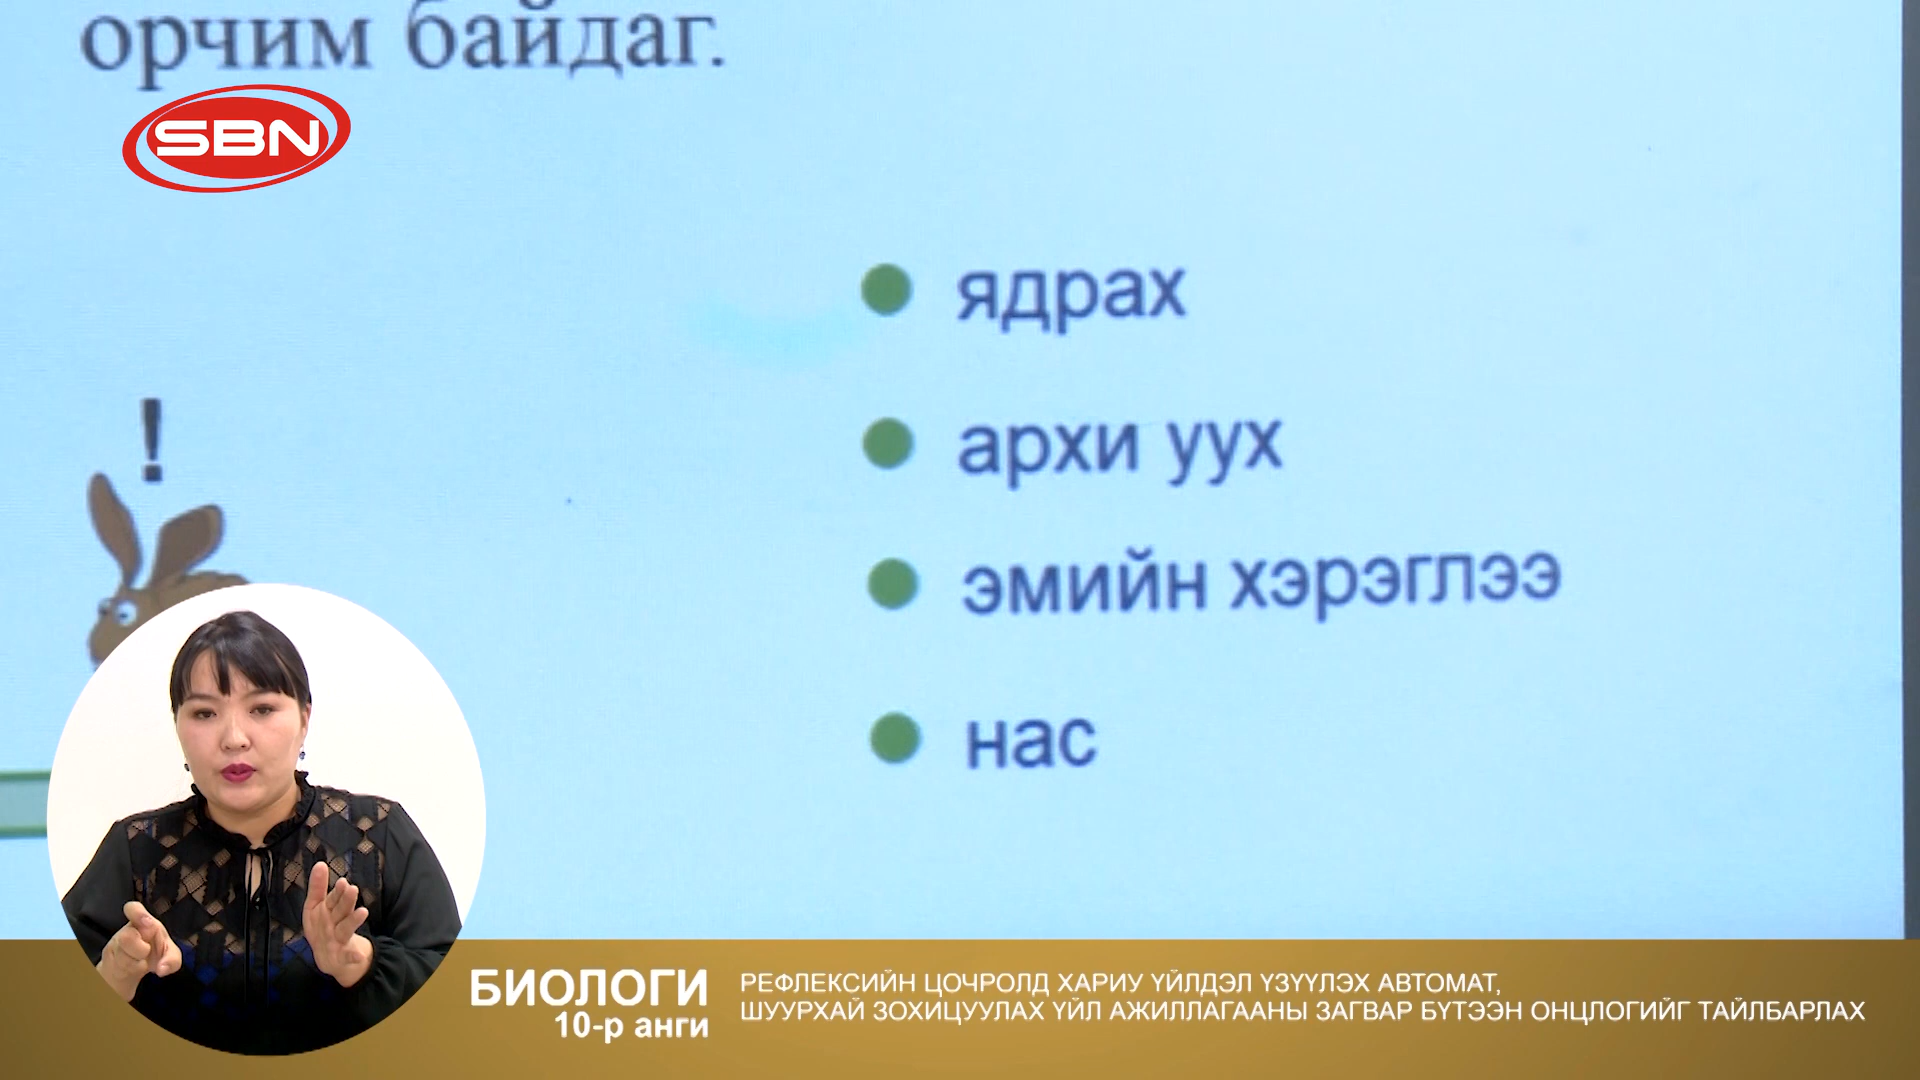 орчим байдаг.
SBN
!
ядрах
архи уух
эмийн хэрэглээ
нас
БИОЛОГИ
10-р анги
РЕФЛЕКСИЙН ЦОЧРОЛД ХАРИУ ҮЙЛДЭЛ ҮЗҮҮЛЭХ АВТОМАТ,
ШУУРХАЙ ЗОХИЦУУЛАХ ҮЙЛ АЖИЛЛАГААНЫ ЗАГВАР БҮТЭЭН ОНЦЛОГИЙГ ТАЙЛБАРЛАХ